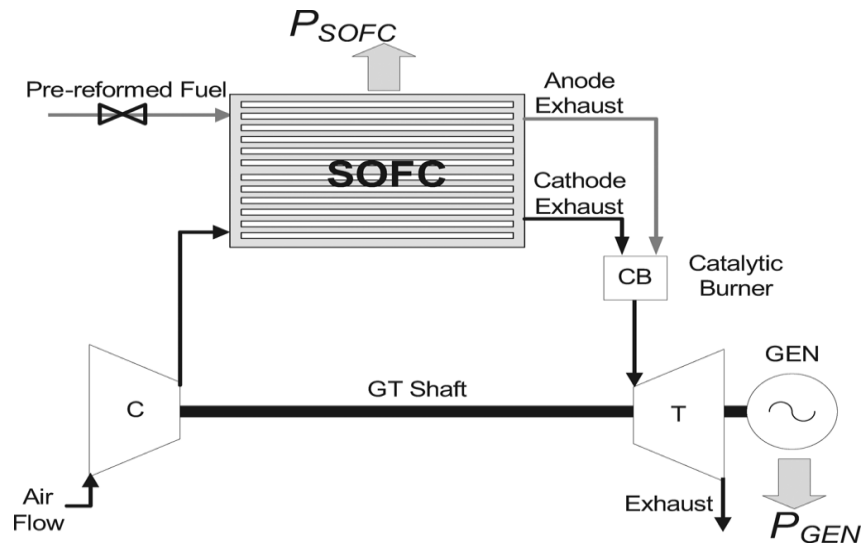 P_SOFC
Pre-reformed Fuel
Anode
Exhaust
SOFC
Cathode
Exhaust
CB
Catalytic
Burner
GEN
C
GT Shaft
T
Air
Flow
Exhaust
P_GEN